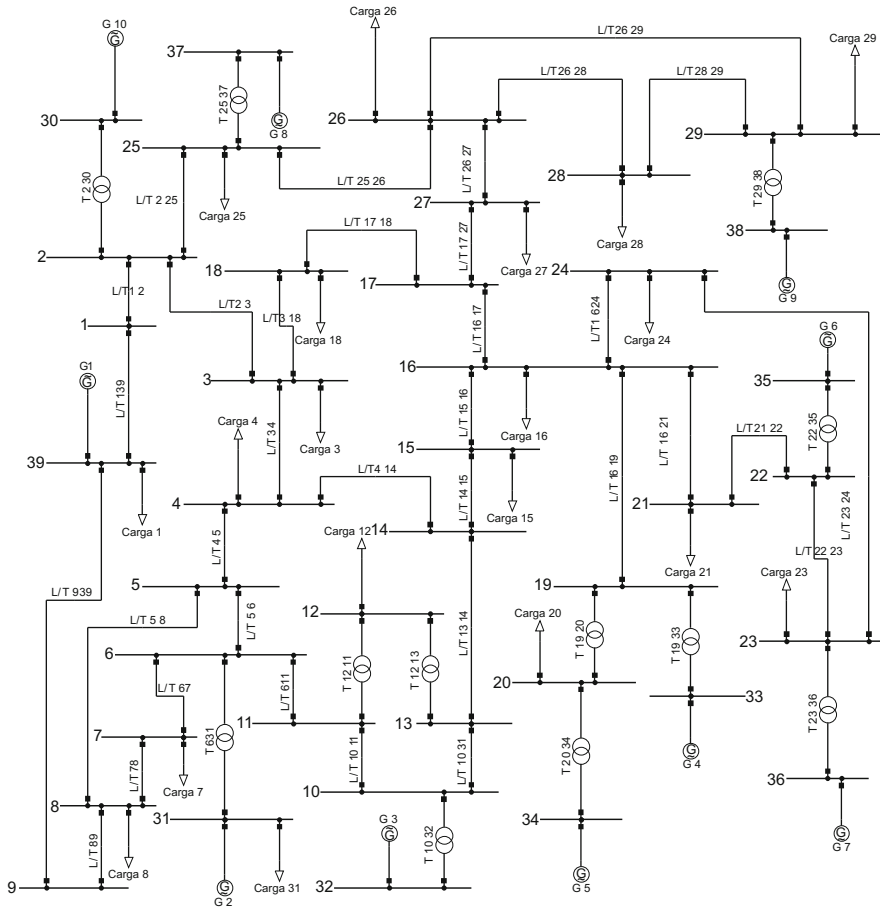 G 10
37
Carga 26
L/T26 29
Carga 29
30
T 25 37
G 8
26
L/T26 28
L/T28 29
29
25
T 2 30
L/T 2 25
Carga 25
L/T 25 26
L/T 26 27
28
T 29 38
27
38
Carga 28
2
L/T 17 18
L/T 17 27
Carga 27
18
17
24
G 9
L/T1 2
L/T2 3
L/T3 18
Carga 18
L/T 16 17
L/T1 624
Carga 24
1
G 6
16
G1
L/T 139
3
35
Carga 4
L/T 34
Carga 3
L/T 15 16
Carga 16
L/T 16 19
L/T 16 21
T 22 35
L/T21 22
15
39
L/T4 14
L/T 14 15
Carga 15
22
L/T 23 24
4
21
Carga 1
14
L/T 4 5
Carga 12
L/T22 23
Carga 21
Carga 23
5
19
L/T 939
L/T 5 8
L/T 5 6
12
L/T13 14
Carga 20
T 19 20
T 19 33
23
6
T 12 11
T 12 13
L/T 67
L/T 611
20
33
T 23 36
11
13
7
T 631
L/T 10 11
L/T 10 31
T 20 34
G 4
L/T78
Carga 7
10
36
8
31
34
G 3
L/T89
Carga 8
T 10 32
G 7
9
G 2
Carga 31
32
G 5